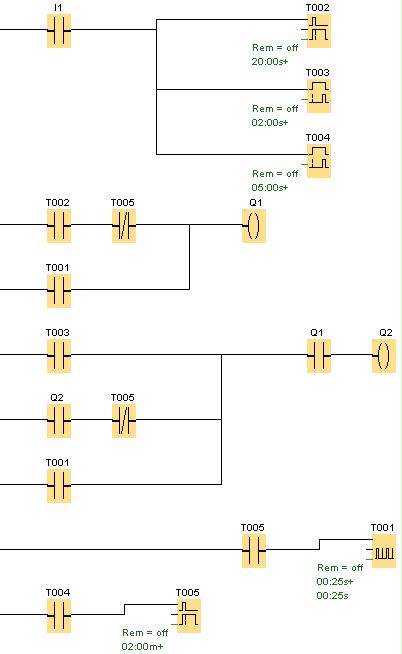 I1
T002
Rem = off
20:00s+
T003
Rem = off
02:00s+
T004
Rem = off
05:00s+
T002 T005 Q1
T001
T003 Q1 Q2
Q2 T005
T001
T005 T001
Rem = off
00:25s+
00:25s
T004 T005
Rem = off
02:00m+